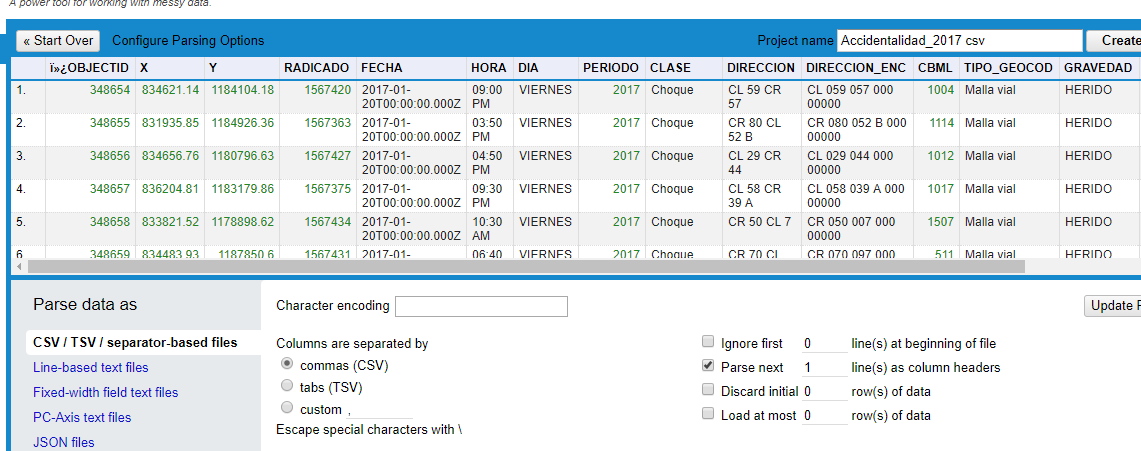 A power tool for working with messy data.
« Start Over Configure Parsing Options Project name Accidentalidad_2017 csv Create
ï»¿OBJECTID X Y RADICADO FECHA HORA DIA PERIODO CLASE DIRECCION DIRECCION_ENC CBML TIPO_GEOCOD GRAVEDAD
1. 348654 834621.14 1184104.18 1567420 2017-01-20T00:00:00.000Z 09:00 PM VIERNES 2017 Choque CL 59 CR 57 CL 059 057 000 00000 1004 Malla vial HERIDO
2. 348655 831935.85 1184926.36 1567363 2017-01-20T00:00:00.000Z 03:50 PM VIERNES 2017 Choque CR 80 CL 52 B CR 080 052 B 000 00000 1114 Malla vial HERIDO
3. 348656 834656.76 1180796.63 1567427 2017-01-20T00:00:00.000Z 04:50 PM VIERNES 2017 Choque CL 29 CR 44 CL 029 044 000 00000 1012 Malla vial HERIDO
4. 348657 836204.81 1183179.86 1567375 2017-01-20T00:00:00.000Z 09:30 PM VIERNES 2017 Choque CL 58 CR 39 A CL 058 039 A 000 00000 1017 Malla vial HERIDO
5. 348658 833821.52 1178898.62 1567434 2017-01-20T00:00:00.000Z 10:30 AM VIERNES 2017 Choque CR 50 CL 7 CR 050 007 000 00000 1507 Malla vial HERIDO
6. 348659 834483.93 1187850.6 1567431 2017-01- 06:40 VIERNES 2017 Choque CR 70 CL CR 070 097 000 511 Malla vial HERIDO
Parse data as
CSV / TSV / separator-based files
Line-based text files
Fixed-width field text files
PC-Axis text files
JSON files
Character encoding
Update P
Columns are separated by
commas (CSV)
tabs (TSV)
custom ,
Escape special characters with \
Ignore first 0 line(s) at beginning of file
Parse next 1 line(s) as column headers
Discard initial 0 row(s) of data
Load at most 0 row(s) of data